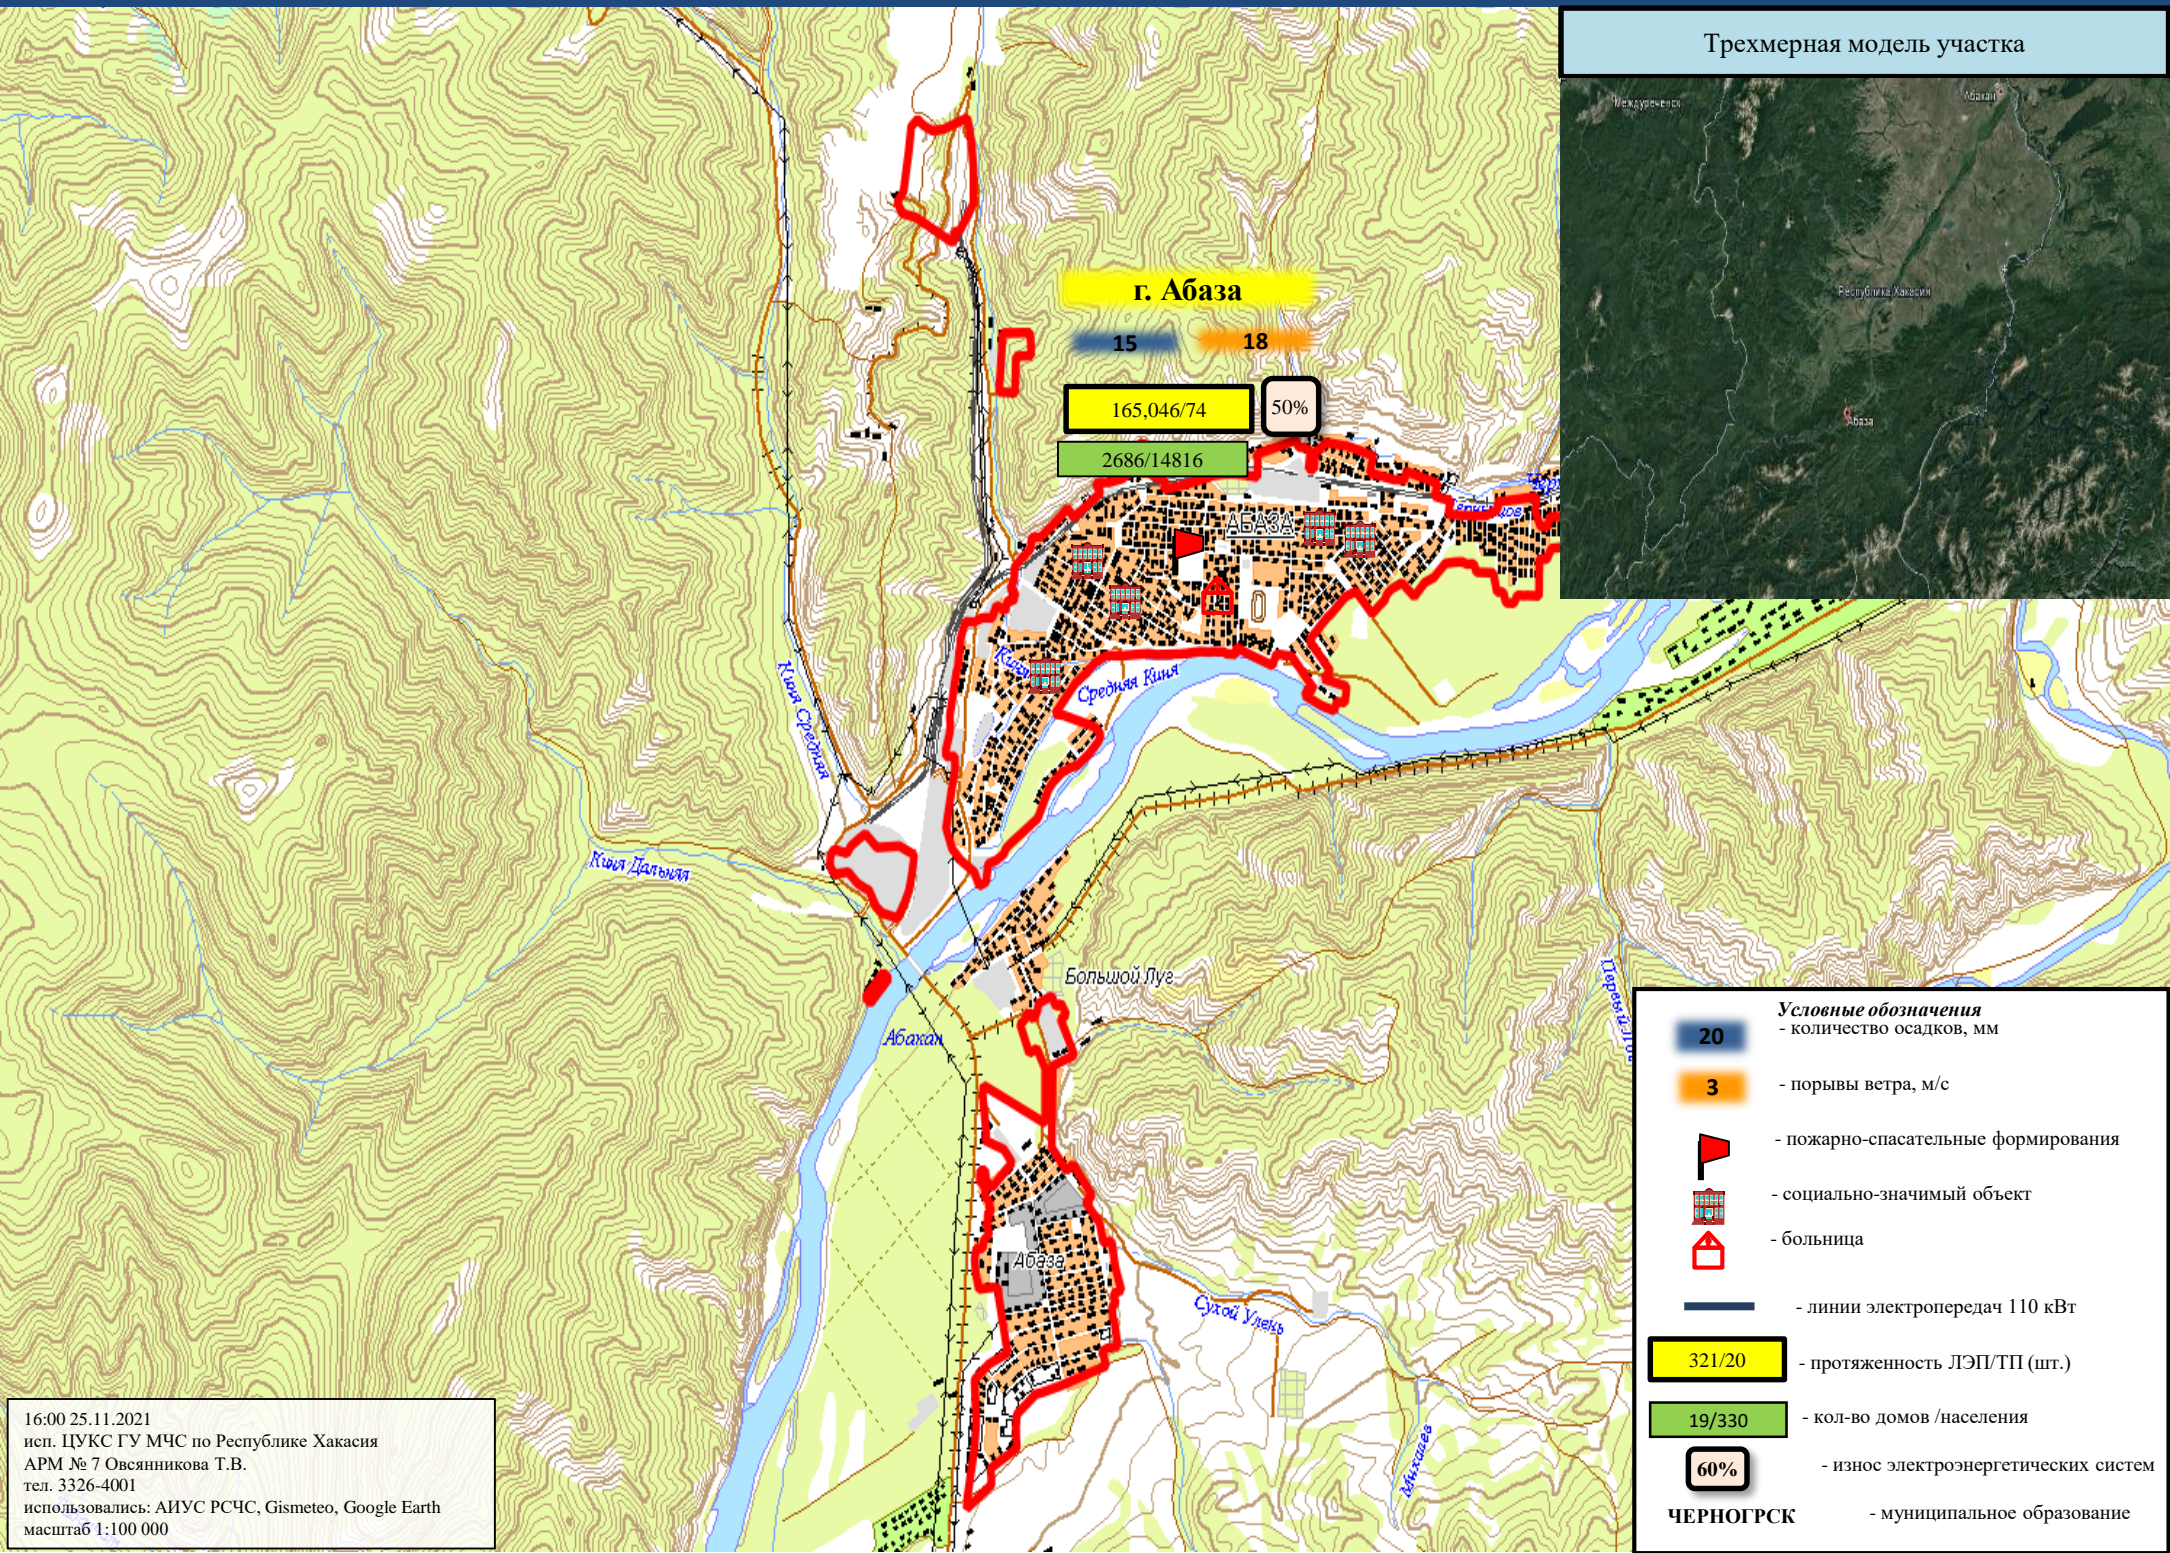 Трехмерная модель участка
Междуреченск
Абакан
Республика Хакасия
Абаза
г. Абаза
15
18
165,046/74
50%
2686/14816
АБАЗА
Средняя Киня
Киня Средняя
Киня Дальняя
Большой Луг
Абакан
Абаза
Сухой Улень
Михашев
Условные обозначения
20 - количество осадков, мм
3 - порывы ветра, м/с
- пожарно-спасательные формирования
- социально-значимый объект
- больница
- линии электропередач 110 кВт
321/20 - протяженность ЛЭП/ТП (шт.)
19/330 - кол-во домов /населения
60% - износ электроэнергетических систем
ЧЕРНОГРСК - муниципальное образование
16:00 25.11.2021
исп. ЦУКС ГУ МЧС по Республике Хакасия
АРМ № 7 Овсянникова Т.В.
тел. 3326-4001
использовались: АИУС РСЧС, Gismeteo, Google Earth
масштаб 1:100 000